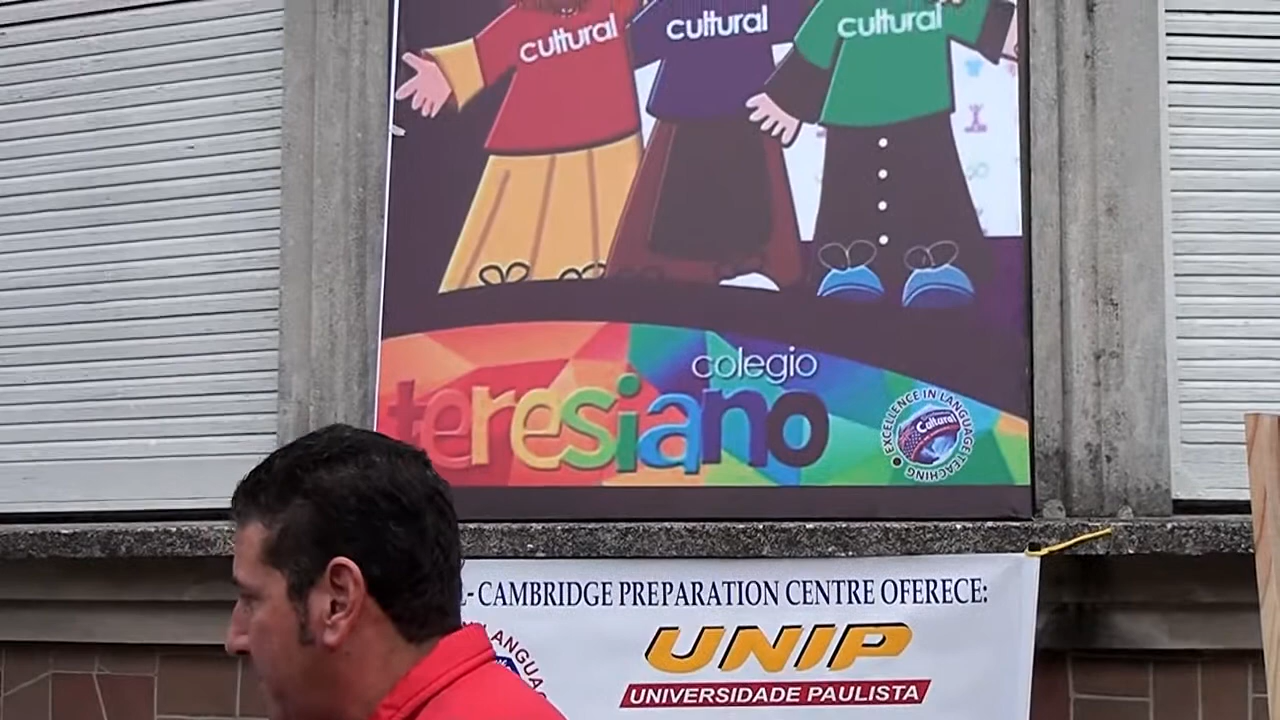 cultural
cultural
cultural
colegio
teresiano
EXCELLENCE IN LANGUAGE TEACHING
Cultural
- CAMBRIDGE PREPARATION CENTRE OFERECE:
UNIP
UNIVERSIDADE PAULISTA